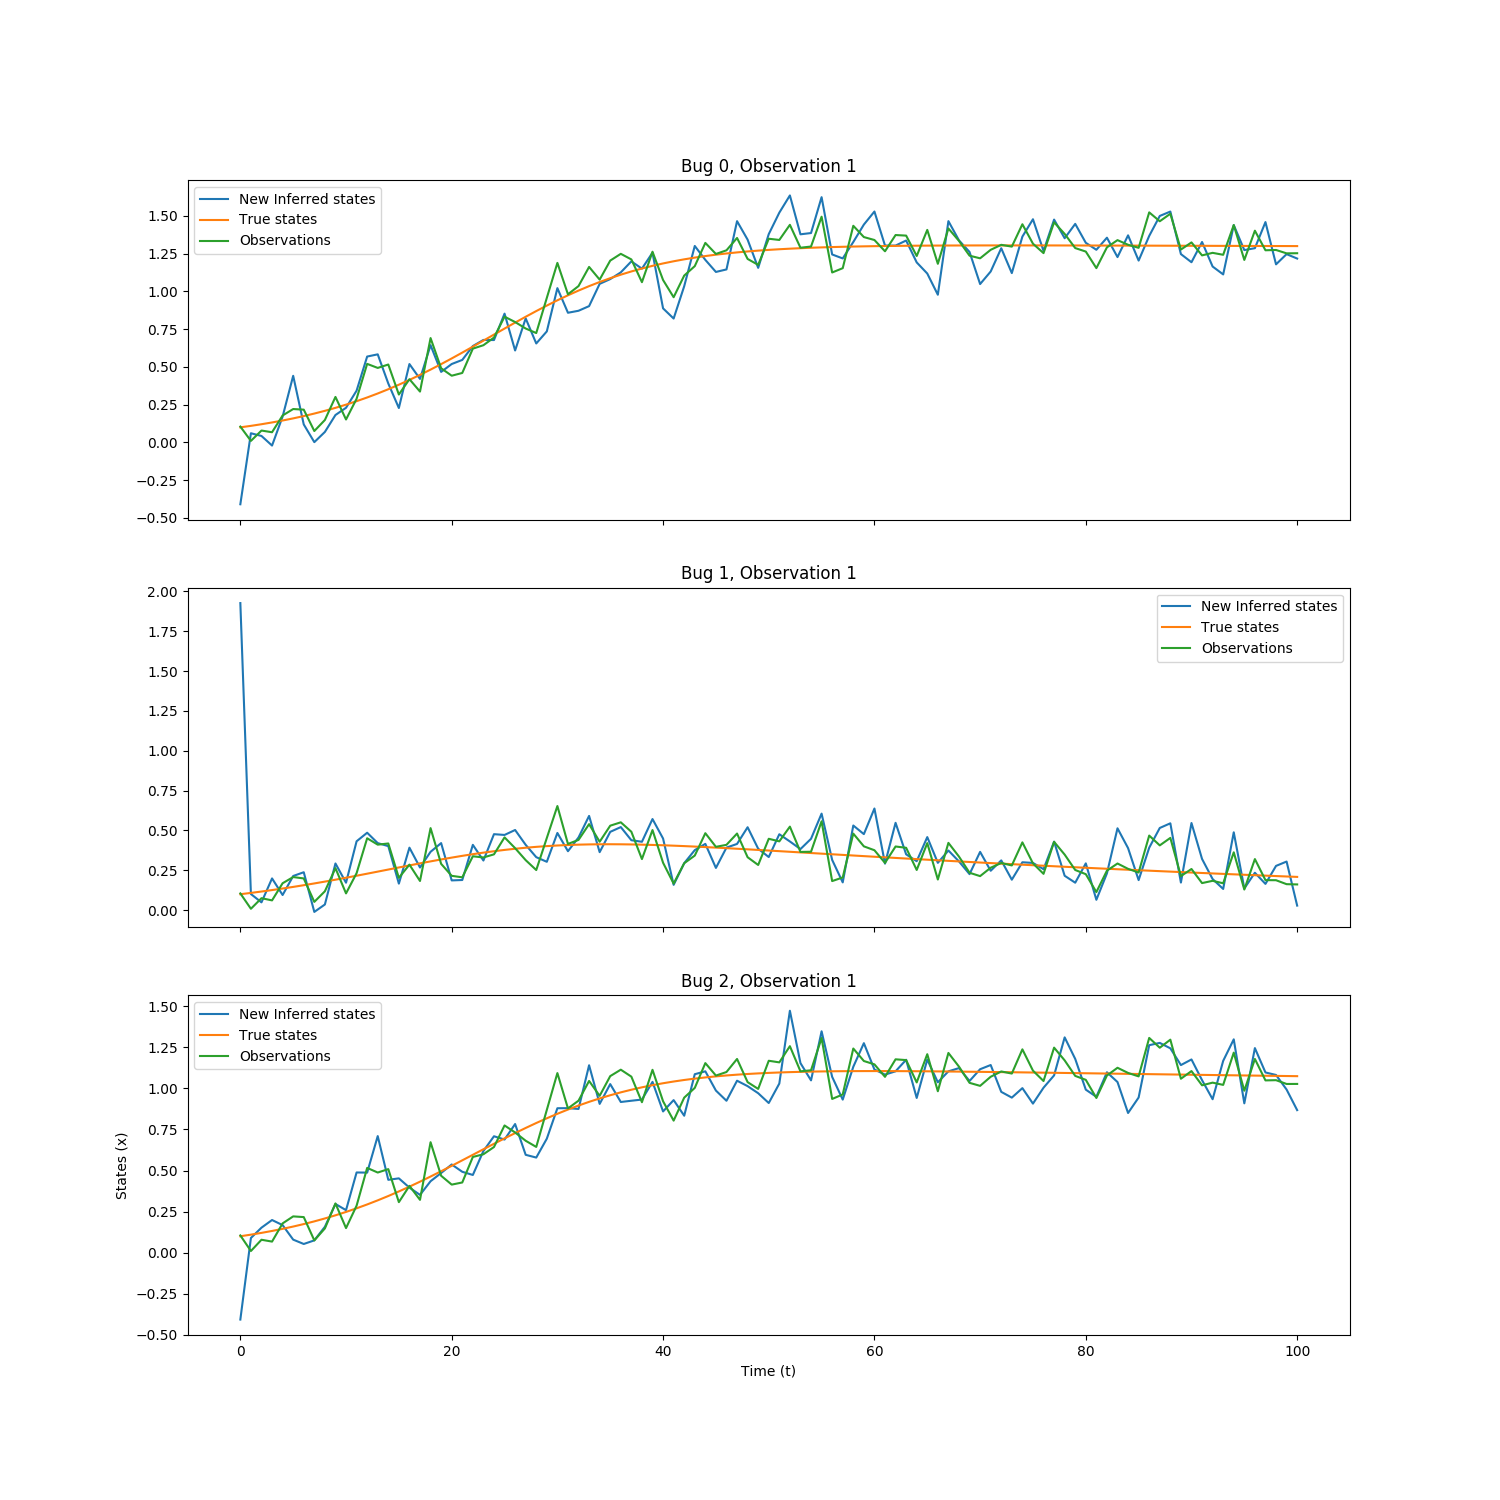 Bug 0, Observation 1
New Inferred states
True states
Observations
1.50
1.25
1.00
0.75
0.50
0.25
0.00
−0.25
−0.50
Bug 1, Observation 1
New Inferred states
True states
Observations
2.00
1.75
1.50
1.25
1.00
0.75
0.50
0.25
0.00
Bug 2, Observation 1
New Inferred states
True states
Observations
1.50
1.25
1.00
0.75
0.50
0.25
0.00
−0.25
−0.50
States (x)
0 20 40 60 80 100
Time (t)